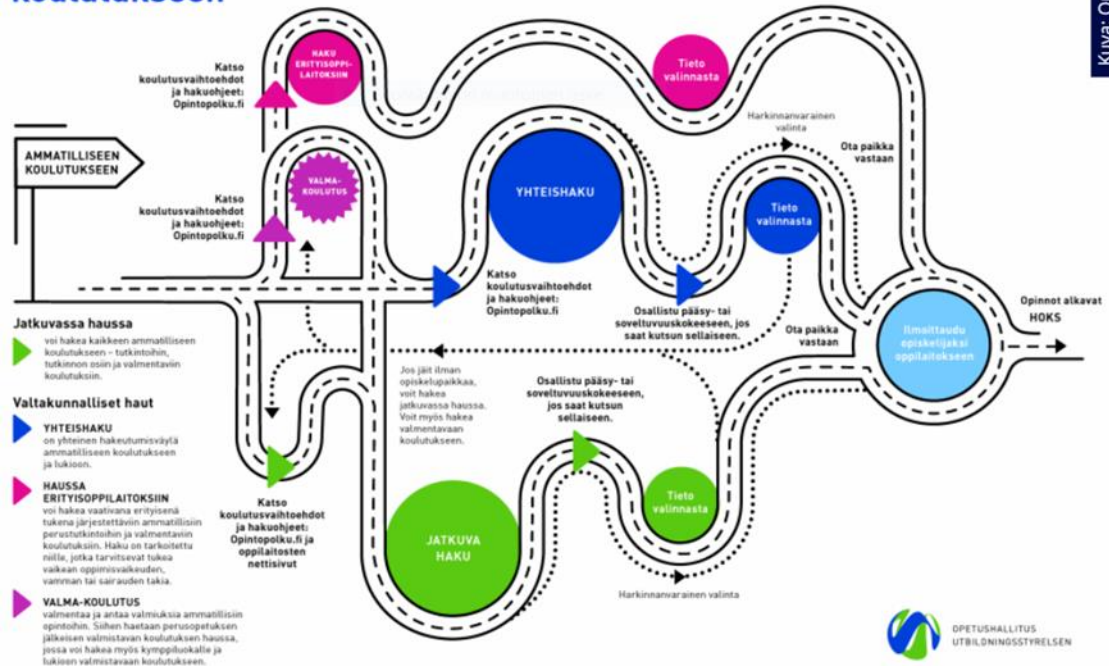 koulutukseen
AMMATILLISEEN
KOULUTUKSEEN
Katso
koulutusvaihtoehdot
ja hakuohjeet:
Opintopolku.fi
HAKU
ERITYISOPPI-
LAITOKSIIN
Tieto
valinnasta
Katso
koulutusvaihtoehdot
ja hakuohjeet:
Opintopolku.fi
VALMA-
KOULUTUS
YHTEISHAKU
Katso
koulutusvaihtoehdot
ja hakuohjeet:
Opintopolku.fi
Harkinnanvarainen
valinta
Tieto
valinnasta
Ota paikka
vastaan
Osallistu pääsy- tai
soveltuvuuskokeeseen, jos
saat kutsun sellaiseen.
Ota paikka
vastaan
Ilmoittaudu
opiskelijaksi
oppilaitokseen
Opinnot alkavat
HOKS
Jatkuvassa haussa
voi hakea kaikkeen ammatilliseen
koulutukseen – tutkintoihin,
tutkinnon osiin ja valmentaviin
koulutuksiin.
Valtakunnalliset haut
YHTEISHAKU
on yhteinen hakeutumisväylä
ammatilliseen koulutukseen
ja lukioon.
HAUSSA
ERITYISOPPILAITOKSIIN
voi hakea vaativana erityisenä
tukena järjestettäviin ammatillisiin
perustutkintoihin ja valmentaviin
koulutuksiin. Haku on tarkoitettu
niille, jotka tarvitsevat tukea
vaikean oppimisvaikeuden,
vamman tai sairauden takia.
VALMA-KOULUTUS
valmentaa ja antaa valmiuksia ammatillisiin
opintoihin. Siihen haetaan perusopetuksen
jälkeisen valmistavan koulutuksen haussa,
jossa voi hakea myös kymppiluokalle ja
lukioon valmistavaan koulutukseen.
Katso
koulutusvaihtoehdot
ja hakuohjeet:
Opintopolku.fi ja
oppilaitosten
nettisivut
Jos jäit ilman
opiskelupaikkaa,
voit hakea
jatkuvassa haussa.
Voit myös hakea
valmentavaan
koulutukseen.
Osallistu pääsy- tai
soveltuvuuskokeeseen,
jos saat kutsun
sellaiseen.
JATKUVA
HAKU
Tieto
valinnasta
Harkinnanvarainen valinta
OPETUSHALLITUS
UTBILDNINGSSTYRELSEN
Kuva: